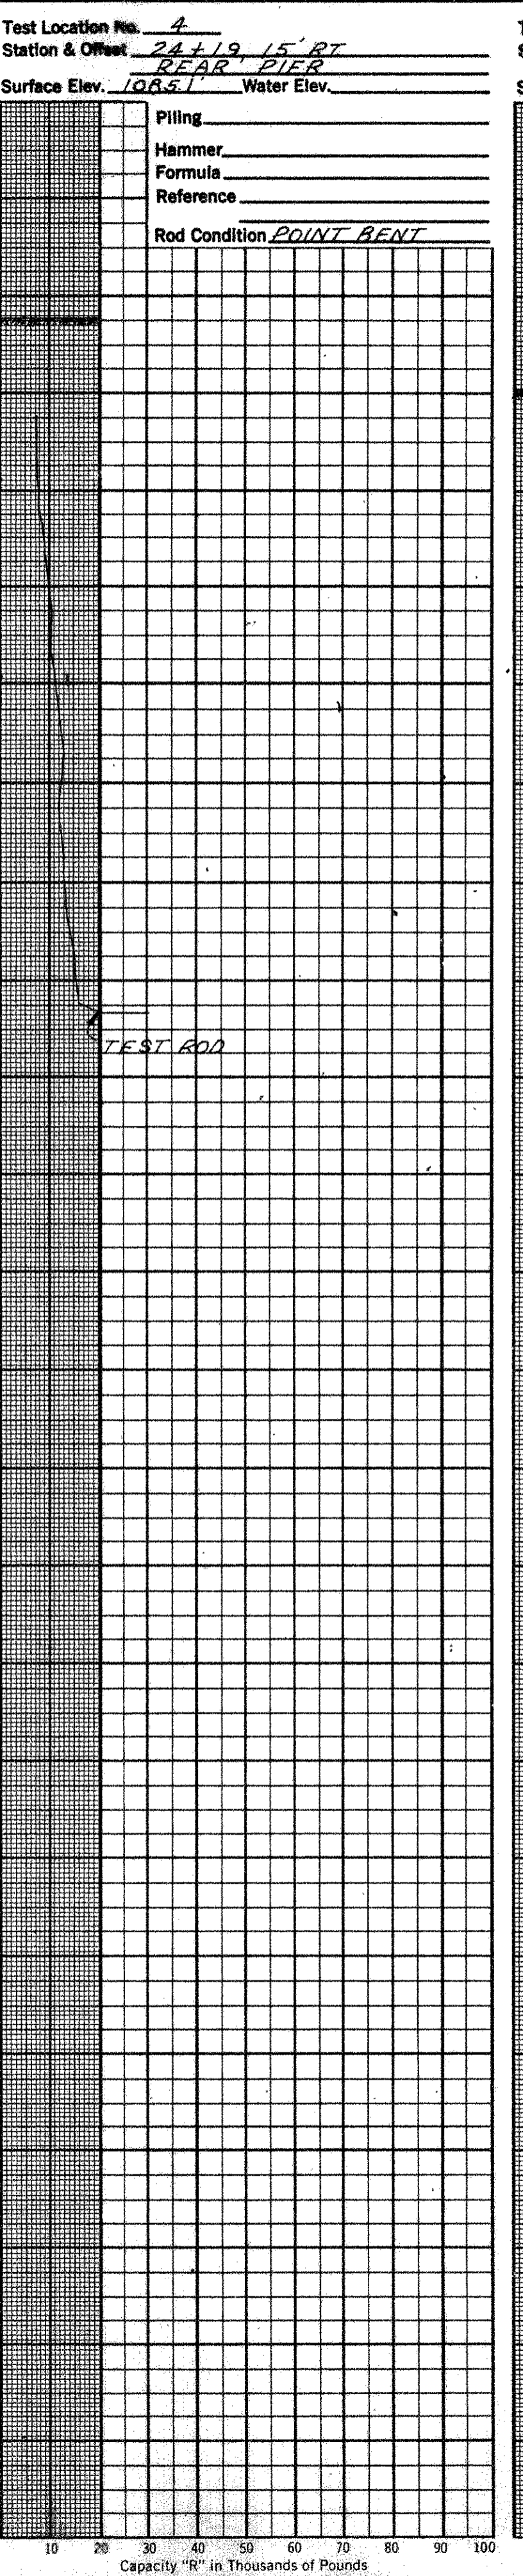 Test Location No. 4
Station & Offset 24+19, 15' RT
REAR PIER
Surface Elev. 1085.1' Water Elev.
Piling
Hammer
Formula
Reference
Rod Condition POINT BENT
TEST ROD
10 20 30 40 50 60 70 80 90 100
Capacity "R" in Thousands of Pounds